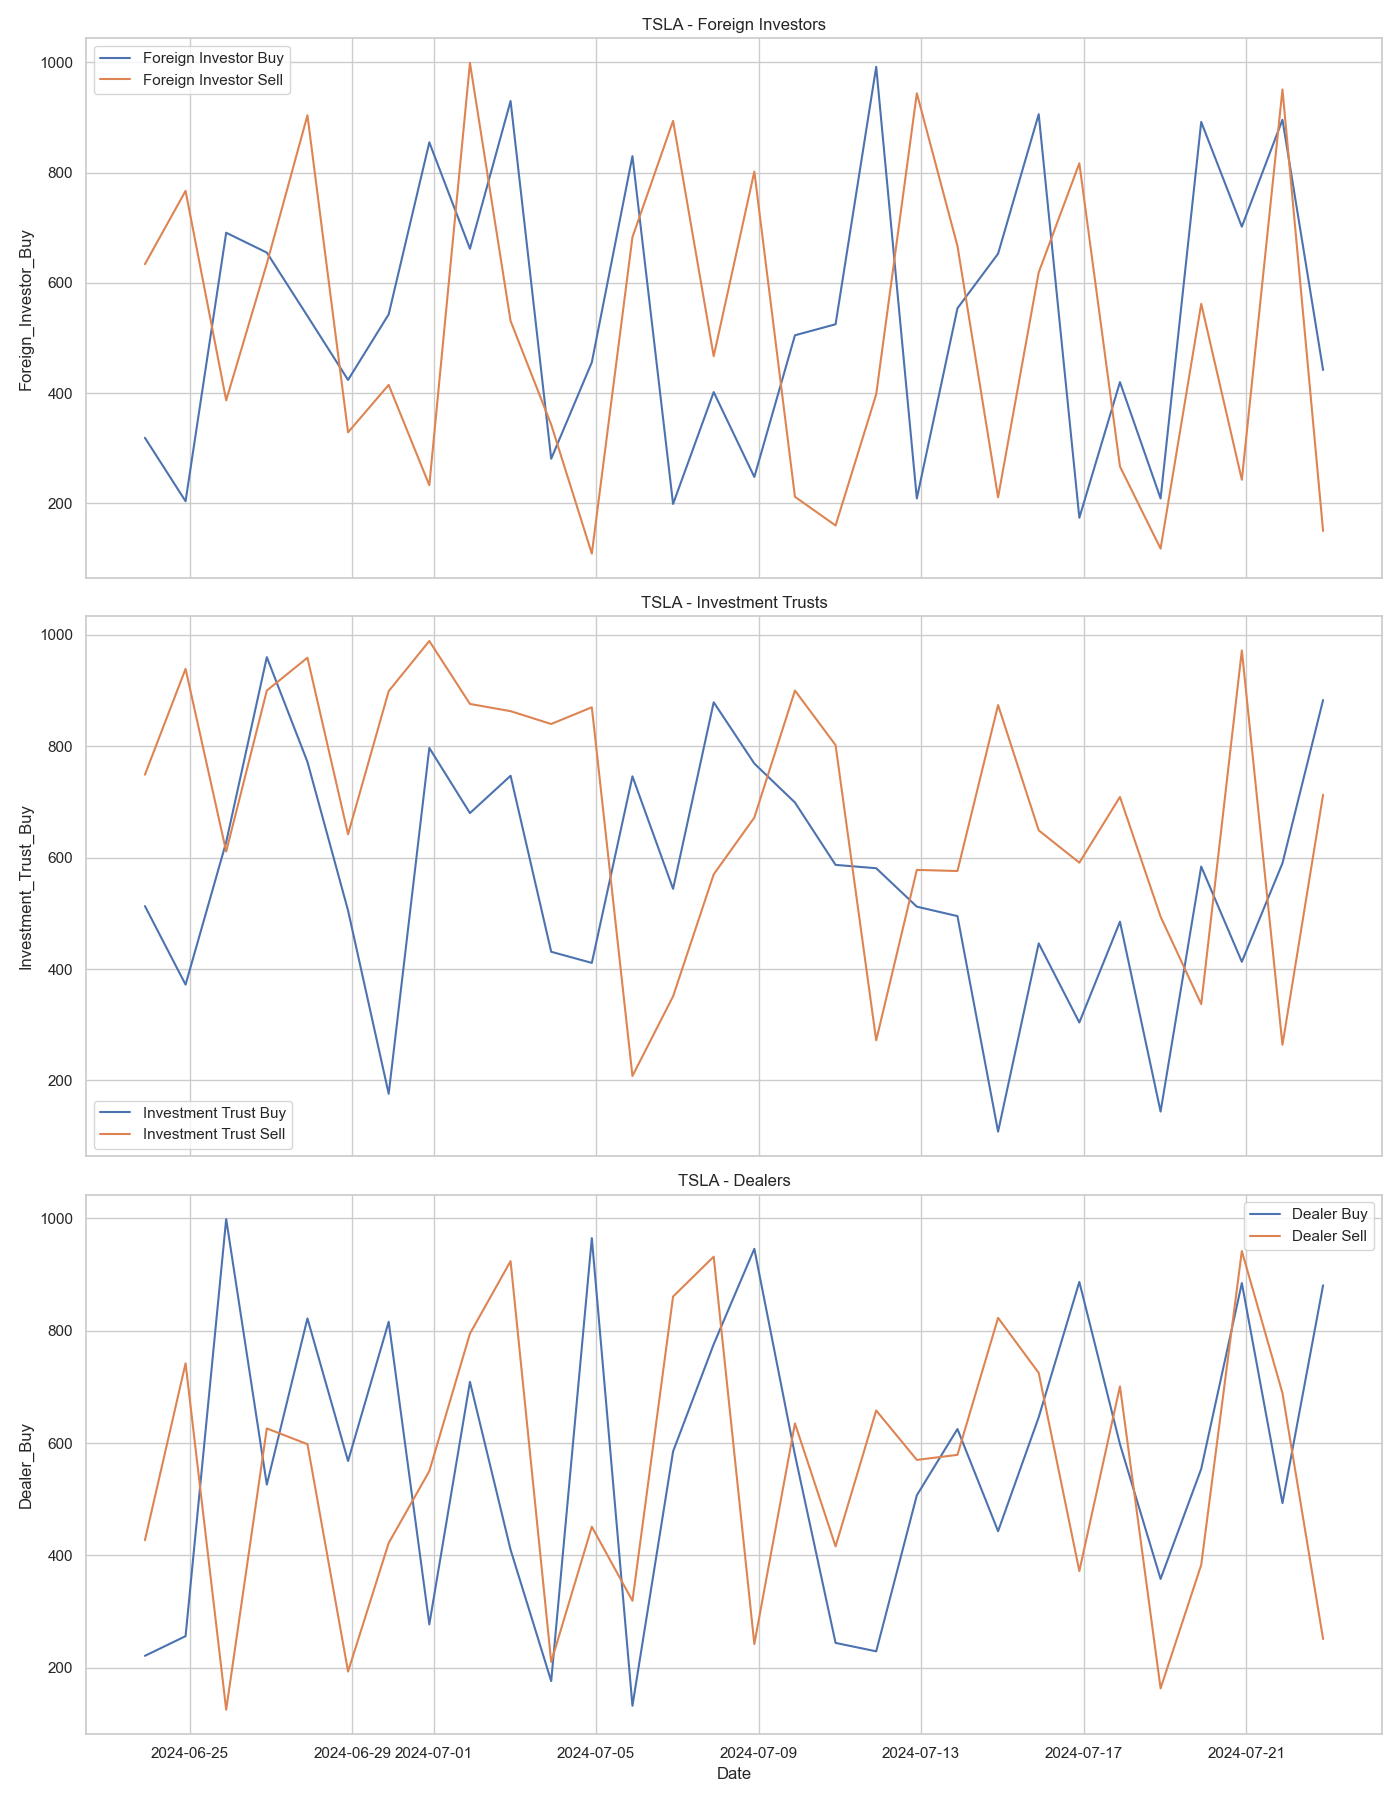 TSLA - Foreign Investors
Foreign Investor Buy
Foreign Investor Sell
1000
800
600
400
200
Foreign_Investor_Buy
TSLA - Investment Trusts
1000
800
600
400
200
Investment_Trust_Buy
Investment Trust Buy
Investment Trust Sell
TSLA - Dealers
Dealer Buy
Dealer Sell
1000
800
600
400
200
Dealer_Buy
2024-06-25
2024-06-29
2024-07-01
2024-07-05
2024-07-09
2024-07-13
2024-07-17
2024-07-21
Date